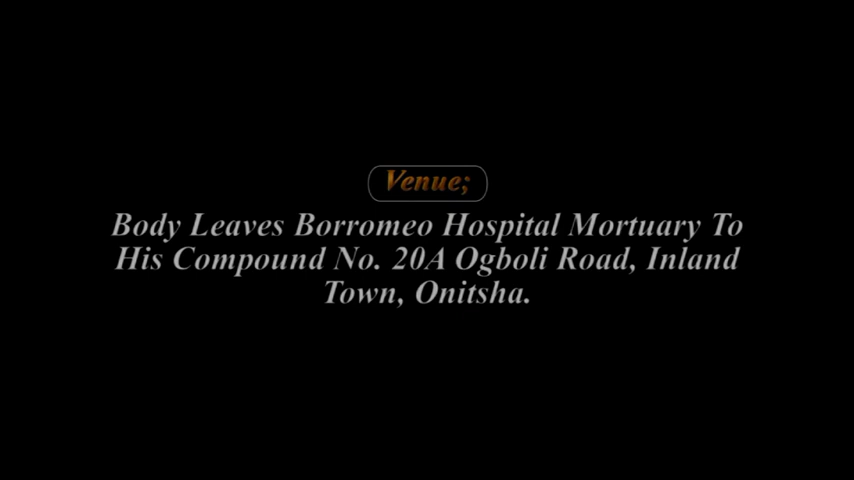 Venue;
Body Leaves Borromeo Hospital Mortuary To
His Compound No. 20A Ogboli Road, Inland
Town, Onitsha.